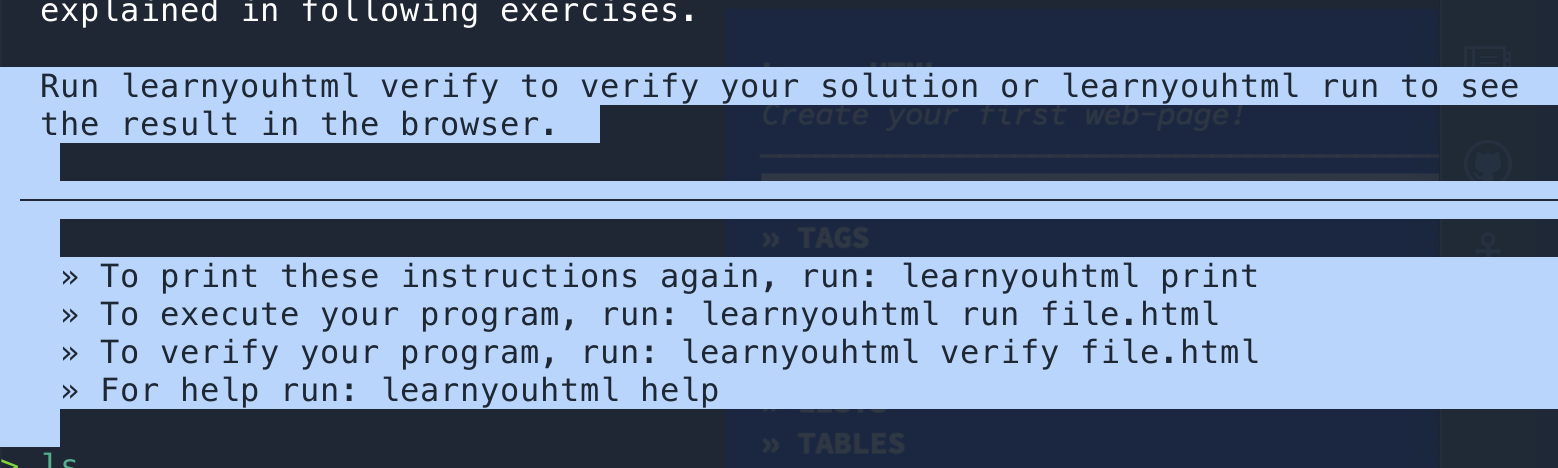 explained in following exercises.
Run learnyouhtml verify to verify your solution or learnyouhtml run to see
the result in the browser.
Create your first web-page!
» TAGS
» To print these instructions again, run: learnyouhtml print
» To execute your program, run: learnyouhtml run file.html
» To verify your program, run: learnyouhtml verify file.html
» For help run: learnyouhtml help
» TABLES
> ls